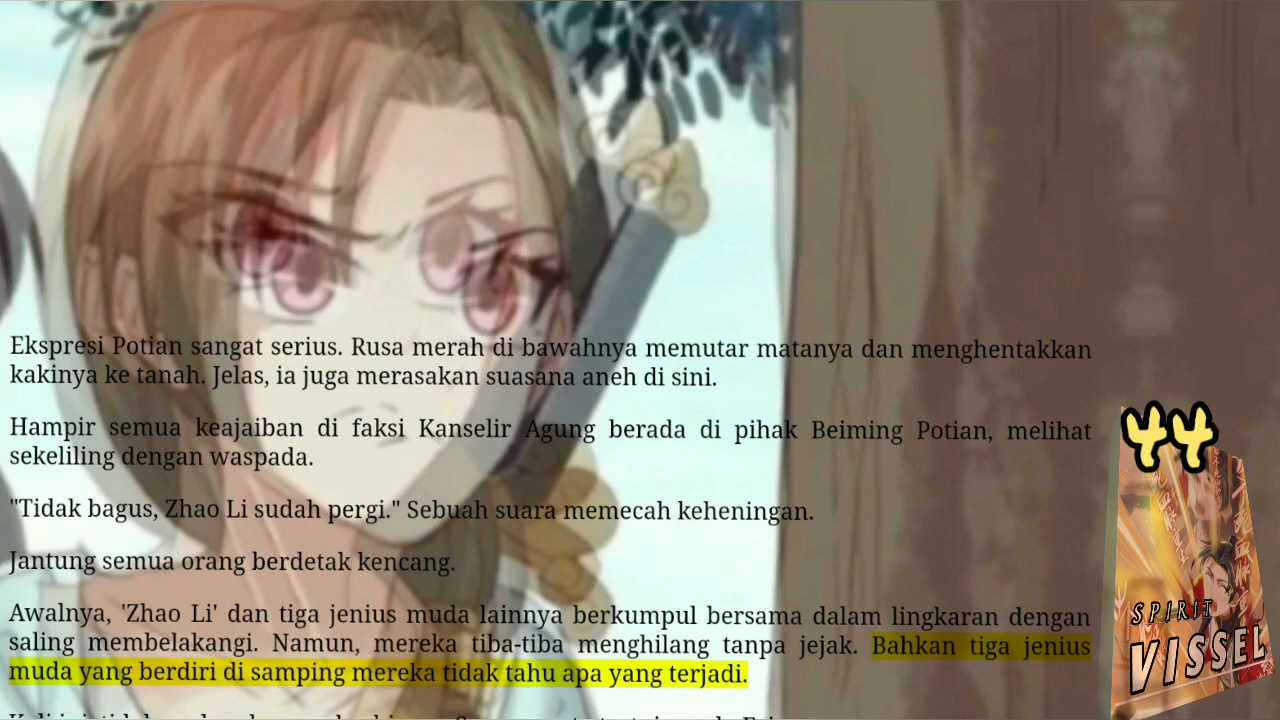 Ekspresi Potian sangat serius. Rusa merah di bawahnya memutar matanya dan menghentakkan
kakinya ke tanah. Jelas, ia juga merasakan suasana aneh di sini.
Hampir semua keajaiban di faksi Kanselir Agung berada di pihak Beiming Potian, melihat
sekeliling dengan waspada.
"Tidak bagus, Zhao Li sudah pergi." Sebuah suara memecah keheningan.
Jantung semua orang berdetak kencang.
Awalnya, 'Zhao Li' dan tiga jenius muda lainnya berkumpul bersama dalam lingkaran dengan
saling membelakangi. Namun, mereka tiba-tiba menghilang tanpa jejak. Bahkan tiga jenius
muda yang berdiri di samping mereka tidak tahu apa yang terjadi.
44
SPIRIT
VISSEL